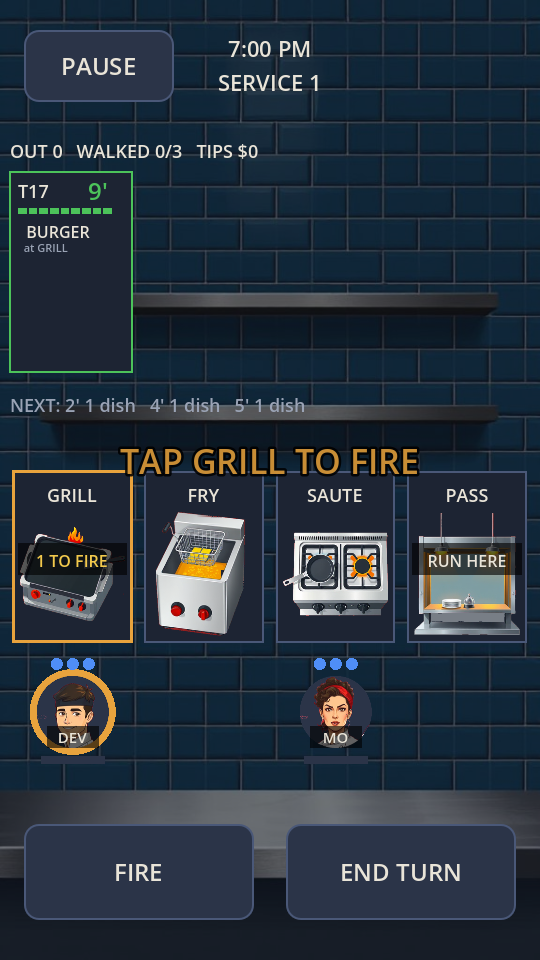 PAUSE
7:00 PM
SERVICE 1
OUT 0 WALKED 0/3 TIPS $0
T17 9'
BURGER
at GRILL
NEXT: 2' 1 dish 4' 1 dish 5' 1 dish
TAP GRILL TO FIRE
GRILL FRY SAUTE PASS
1 TO FIRE RUN HERE
DEV MO
FIRE END TURN